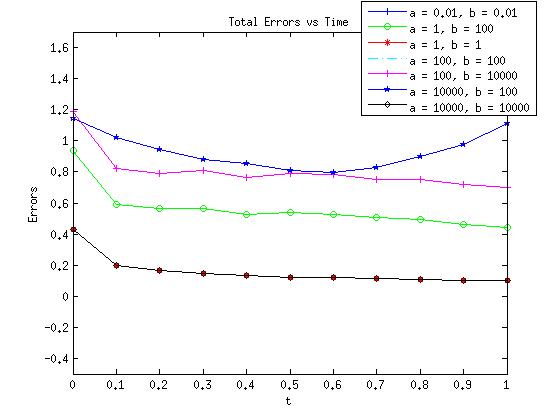 Total Errors vs Time
a = 0.01, b = 0.01
a = 1, b = 100
a = 1, b = 1
a = 100, b = 100
a = 100, b = 10000
a = 10000, b = 100
a = 10000, b = 10000
1.6
1.4
1.2
1
0.8
0.6
0.4
0.2
0
-0.2
-0.4
Errors
0 0.1 0.2 0.3 0.4 0.5 0.6 0.7 0.8 0.9 1
t